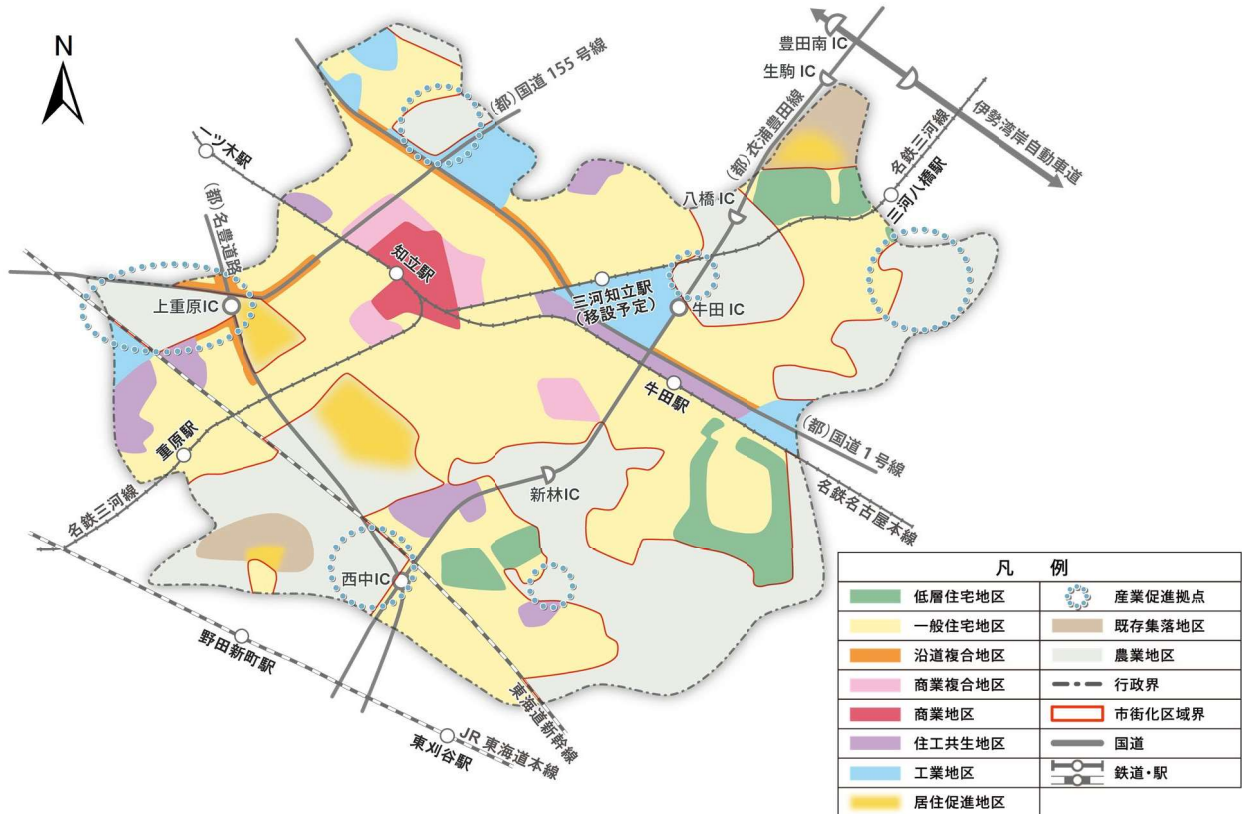 N
豊田南 IC
生駒 IC
(都)国道 155 号線
(都)衣浦豊田線
伊勢湾岸自動車道
名鉄三河線
一ツ木駅
三河八橋駅
八橋 IC
(都)名豊道路
知立駅
三河知立駅
(移設予定)
上重原IC
牛田 IC
牛田駅
重原駅
(都)国道 1 号線
名鉄三河線
新林IC
名鉄名古屋本線
西中IC
野田新町駅
東海道新幹線
JR 東海道本線
東刈谷駅
凡 例
低層住宅地区
産業促進拠点
一般住宅地区
既存集落地区
沿道複合地区
農業地区
商業複合地区
行政界
商業地区
市街化区域界
住工共生地区
国道
工業地区
鉄道・駅
居住促進地区